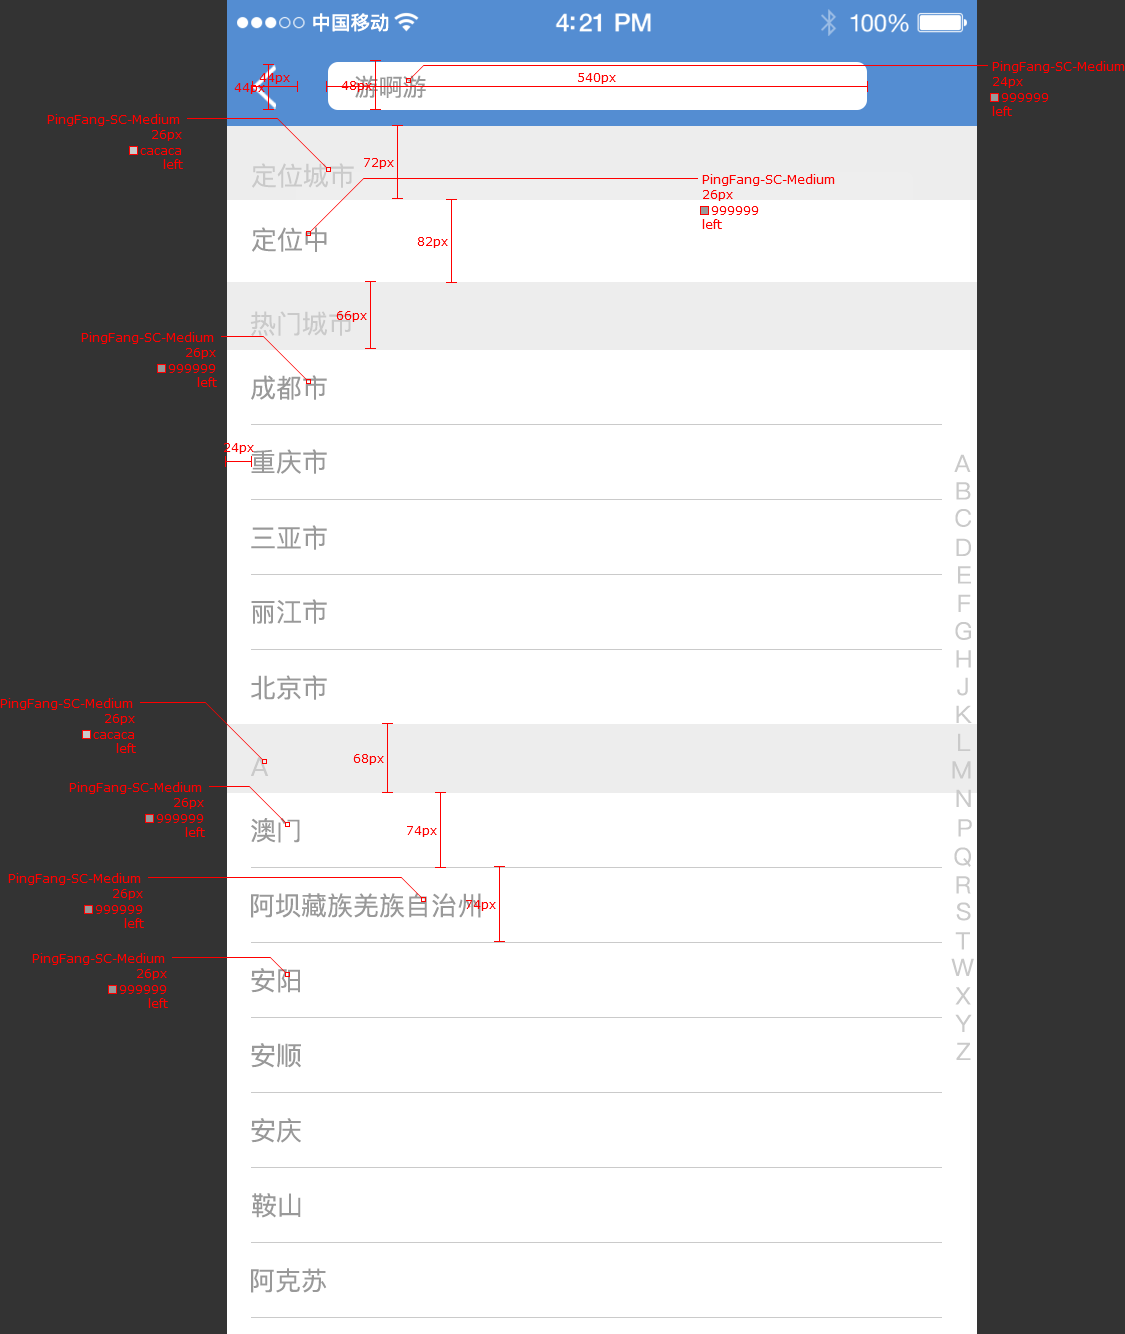 中国移动 4:21 PM 100%
游啊游
44px
44px
48px
540px
PingFang-SC-Medium
24px
999999
left
PingFang-SC-Medium
26px
cacaca
left
72px
定位城市
PingFang-SC-Medium
26px
999999
left
定位中
82px
热门城市
66px
PingFang-SC-Medium
26px
999999
left
成都市
24px
重庆市
三亚市
丽江市
北京市
PingFang-SC-Medium
26px
cacaca
left
A
68px
PingFang-SC-Medium
26px
999999
left
澳门
74px
PingFang-SC-Medium
26px
999999
left
阿坝藏族羌族自治州
74px
PingFang-SC-Medium
26px
999999
left
安阳
安顺
安庆
鞍山
阿克苏
A
B
C
D
E
F
G
H
J
K
L
M
N
P
Q
R
S
T
W
X
Y
Z